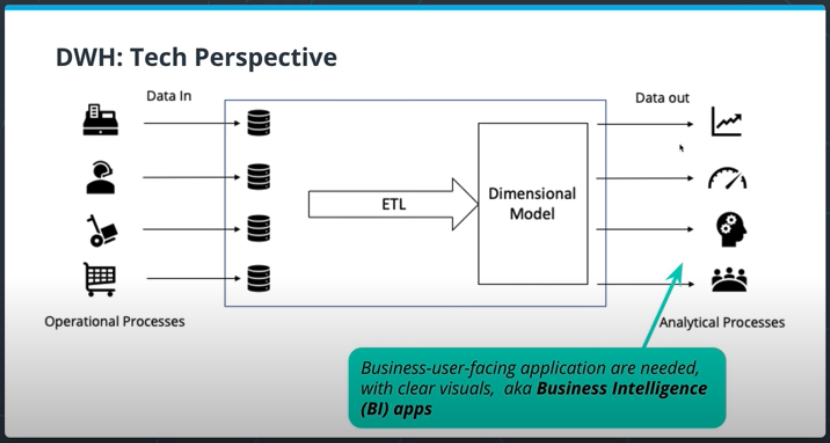 DWH: Tech Perspective
Data In
Data out
ETL
Dimensional
Model
Operational Processes
Analytical Processes
Business-user-facing application are needed,
with clear visuals, aka Business Intelligence
(BI) apps